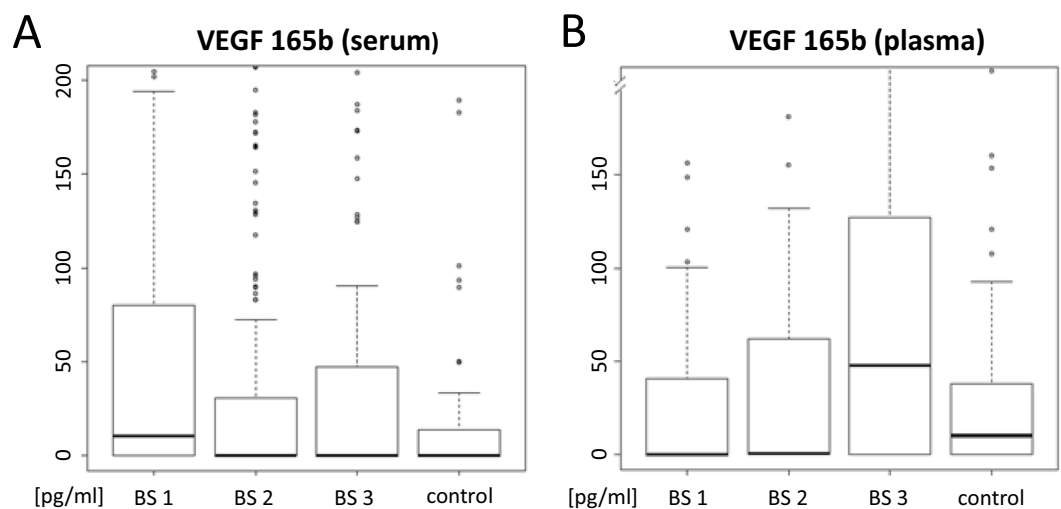 A
VEGF 165b (serum)
200
150
100
50
0
[pg/ml] BS 1 BS 2 BS 3 control
B
VEGF 165b (plasma)
150
100
50
0
[pg/ml] BS 1 BS 2 BS 3 control